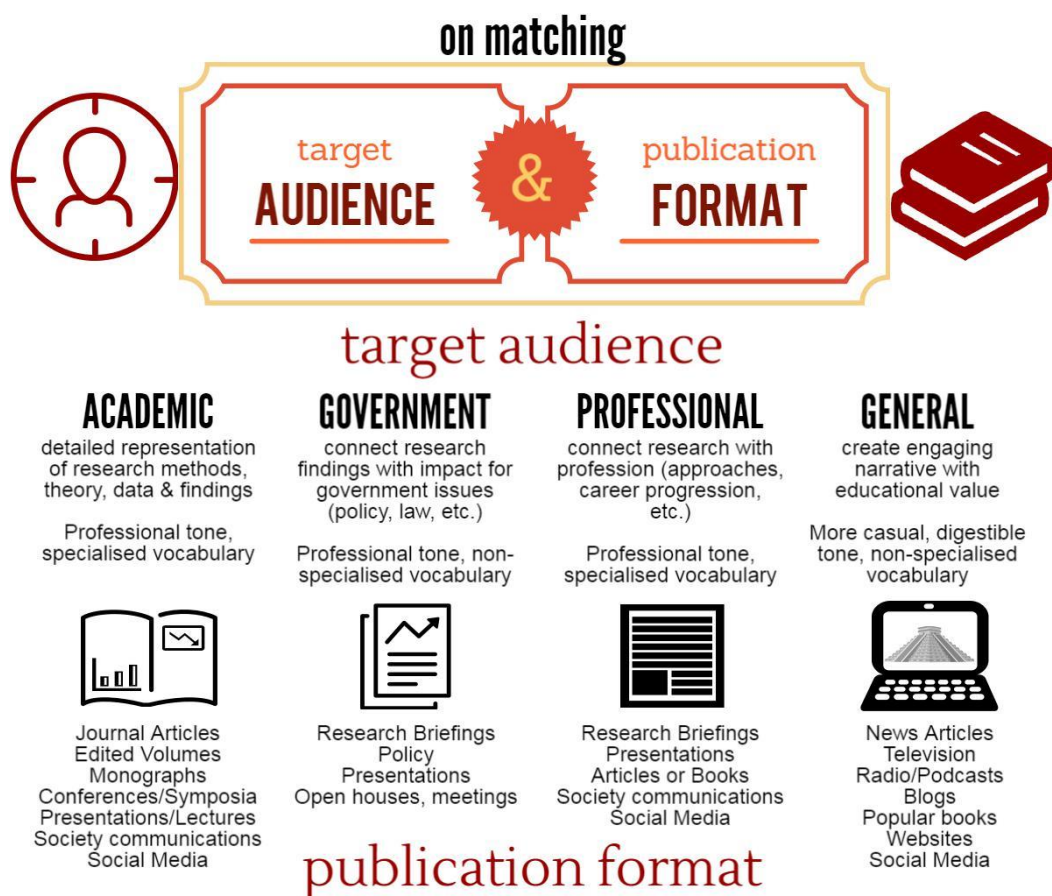 on matching
target
AUDIENCE
&
publication
FORMAT
target audience
ACADEMIC
detailed representation
of research methods,
theory, data & findings
Professional tone,
specialised vocabulary
GOVERNMENT
connect research
findings with impact for
government issues
(policy, law, etc.)
Professional tone, non-
specialised vocabulary
PROFESSIONAL
connect research with
profession (approaches,
career progression,
etc.)
Professional tone,
specialised vocabulary
GENERAL
create engaging
narrative with
educational value
More casual, digestible
tone, non-specialised
vocabulary
Journal Articles
Edited Volumes
Monographs
Conferences/Symposia
Presentations/Lectures
Society communications
Social Media
Research Briefings
Policy
Presentations
Open houses, meetings
Research Briefings
Presentations
Articles or Books
Society communications
Social Media
News Articles
Television
Radio/Podcasts
Blogs
Popular books
Websites
Social Media
publication format